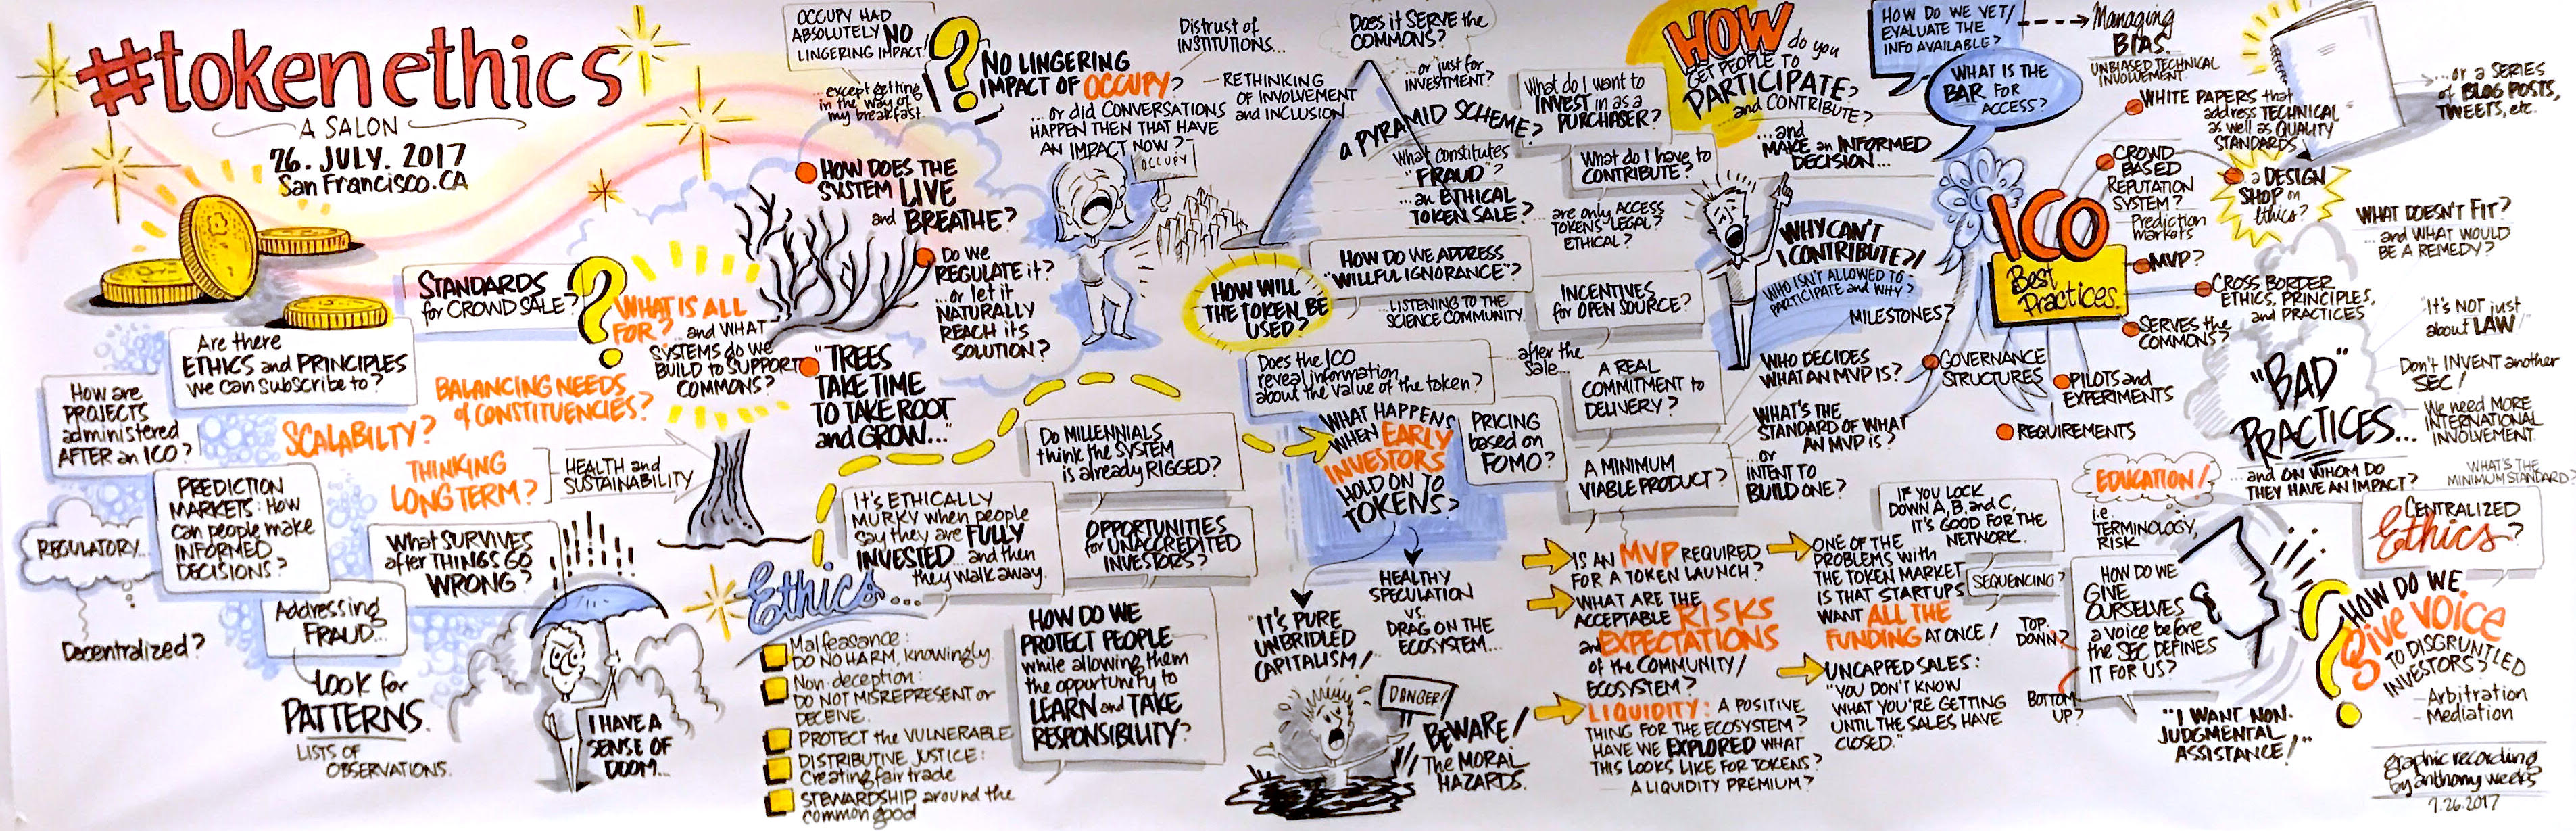 #tokenethics
A SALON
26. JULY. 2017
San Francisco. CA
STANDARDS
for CROWD SALE?
Are there
ETHICS and PRINCIPLES
we can subscribe to?
How are
PROJECTS
administered
AFTER an ICO?
SCALABILTY?
BALANCING NEEDS
of CONSTITUENCIES?
WHAT IS ALL
FOR? ...and WHAT
SYSTEMS do WE
BUILD to SUPPORT
COMMONS?
THINKING
LONG TERM?
HEALTH and
SUSTAINABILITY
PREDICTION
MARKETS: HOW
can people make
INFORMED
DECISIONS?
REGULATORY...
Decentralized?
What SURVIVES
after THINGS GO
WRONG?
Addressing
FRAUD...
LOOK for
PATTERNS.
LISTS OF
OBSERVATIONS.
I HAVE A
SENSE OF
DOOM...
OCCUPY HAD
ABSOLUTELY NO
LINGERING IMPACT!
...except getting
in the way of
my breakfast.
NO LINGERING
IMPACT OF OCCUPY?
...or did CONVERSATIONS
HAPPEN THEN THAT HAVE
AN IMPACT NOW?
Distrust of
INSTITUTIONS...
- RETHINKING
OF INVOLVEMENT
and INCLUSION
OCCUPY
HOW DOES THE
SYSTEM LIVE
and BREATHE?
Do we
REGULATE it?
...or let it
NATURALLY
REACH its
SOLUTION?
"TREES
TAKE TIME
TO TAKE ROOT
and GROW..."
Do MILLENNIALS
think the SYSTEM
is already RIGGED?
It's ETHICALLY
MURKY when people
say they are FULLY
INVESTED...and then
they walk away.
OPPORTUNITIES
for UNACCREDITED
INVESTORS?
Ethics...
Malfeasance:
DO NO HARM, knowingly.
Non-deception:
DO NOT MISREPRESENT or
DECEIVE.
PROTECT the VULNERABLE
DISTRIBUTIVE JUSTICE:
Creating fair trade
STEWARDSHIP around the
common good
HOW DO WE
PROTECT PEOPLE
while allowing them
the opportunity to
LEARN and TAKE
RESPONSIBILITY?
Does it SERVE the
COMMONS?
...or just for
INVESTMENT?
a PYRAMID SCHEME?
What constitutes
"FRAUD"?
...an ETHICAL
TOKEN SALE?
What do I want to
INVEST in as a
PURCHASER?
What do I have to
CONTRIBUTE?
...are only ACCESS
TOKENS LEGAL?
ETHICAL?
HOW WILL
THE TOKEN BE
USED?
HOW DO WE ADDRESS
"WILLFUL IGNORANCE"?
...LISTENING TO THE
SCIENCE COMMUNITY
INCENTIVES
for OPEN SOURCE?
Does the ICO
reveal information
about the value of the token?
...after the
Sale...
A REAL
COMMITMENT to
DELIVERY?
WHAT HAPPENS
WHEN EARLY
INVESTORS
HOLD ON TO
TOKENS?
PRICING
based on
FOMO?
A MINIMUM
VIABLE PRODUCT?
"IT'S PURE
UNBRIDLED
CAPITALISM!"
HEALTHY
SPECULATION
vs.
DRAG ON THE
ECOSYSTEM...
DANGER!
BEWARE!
The MORAL
HAZARDS.
HOW do you
GET PEOPLE TO
PARTICIPATE?
and CONTRIBUTE?
...and
MAKE an INFORMED
DECISION...
HOW DO WE VET/
EVALUATE THE
INFO AVAILABLE?
Managing
BIAS.
UNBIASED TECHNICAL
INVOLVEMENT.
WHAT IS THE
BAR FOR
ACCESS?
WHY CAN'T
I CONTRIBUTE?!
WHO ISN'T ALLOWED TO
PARTICIPATE and WHY?
MILESTONES?
WHO DECIDES
WHAT AN MVP IS?
WHAT'S THE
STANDARD OF WHAT
AN MVP IS?
...or
INTENT TO
BUILD ONE?
ICO
Best
Practices.
WHITE PAPERS that
address TECHNICAL
as well as QUALITY
STANDARDS
...or a SERIES
of BLOG POSTS,
TWEETS, etc.
CROWD-
BASED
REPUTATION
SYSTEM?
- Prediction
markets
a DESIGN
SHOP on
Ethics?
MVP?
CROSS BORDER
ETHICS, PRINCIPLES,
and PRACTICES
SERVES the
COMMONS?
GOVERNANCE
STRUCTURES
PILOTS and
EXPERIMENTS
REQUIREMENTS
WHAT DOESN'T FIT?
...and WHAT WOULD
BE A REMEDY?
"BAD"
PRACTICES...
...and ON WHOM DO
THEY HAVE AN IMPACT?
"It's NOT just
about LAW!"
Don't INVENT another
SEC!
We need MORE
INTERNATIONAL
INVOLVEMENT.
WHAT'S THE
MINIMUM STANDARD?
IS AN MVP REQUIRED
FOR A TOKEN LAUNCH?
WHAT ARE THE
ACCEPTABLE RISKS
and EXPECTATIONS
of the COMMUNITY/
ECOSYSTEM?
LIQUIDITY: A POSITIVE
THING FOR THE ECOSYSTEM?
HAVE WE EXPLORED WHAT
THIS LOOKS LIKE FOR TOKENS?
- A LIQUIDITY PREMIUM?
ONE OF THE
PROBLEMS WITH
THE TOKEN MARKET
IS THAT STARTUPS
WANT ALL THE
FUNDING AT ONCE!
UNCAPPED SALES:
"YOU DON'T KNOW
WHAT YOU'RE GETTING
UNTIL THE SALES HAVE
CLOSED."
IF YOU LOCK
DOWN A, B, and C,
IT'S GOOD FOR THE
NETWORK.
SEQUENCING?
EDUCATION!
i.e.
TERMINOLOGY,
RISK
HOW DO WE
GIVE
OURSELVES
a voice before
the SEC DEFINES
IT FOR US?
TOP
DOWN?
BOTTOM
UP?
"I WANT NON-
JUDGMENTAL
ASSISTANCE!"
CENTRALIZED
Ethics?
HOW DO WE
give VOICE
TO DISGRUNTLED
INVESTORS?
- Arbitration
- Mediation
graphic recording
by anthony weeks
7.26.2017